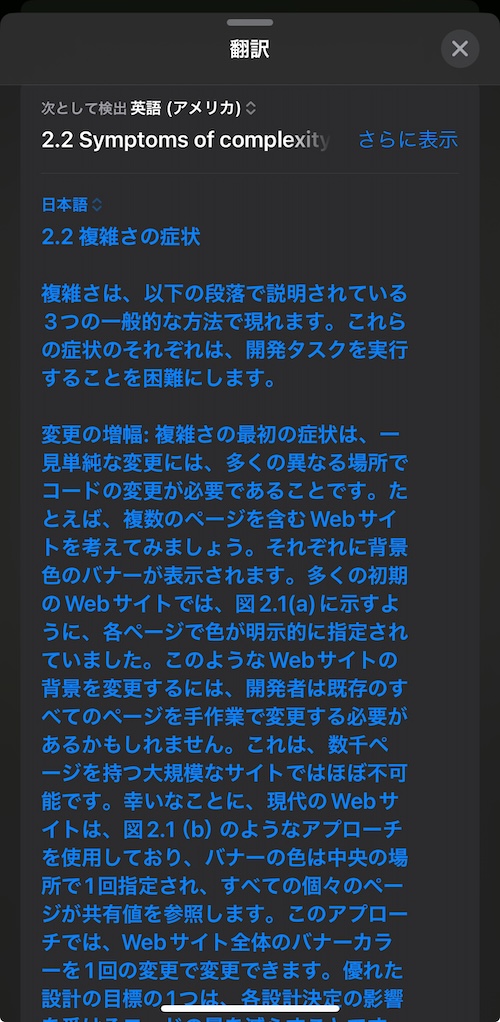 翻訳
次として検出 英語 (アメリカ)
2.2 Symptoms of complexity さらに表示
日本語
2.2 複雑さの症状
複雑さは、以下の段落で説明されている
3つの一般的な方法で現れます。これら
の症状のそれぞれは、開発タスクを実行
することを困難にします。
変更の増幅: 複雑さの最初の症状は、一
見単純な変更には、多くの異なる場所で
コードの変更が必要であることです。た
とえば、複数のページを含む Web サイ
トを考えてみましょう。それぞれに背景
色のバナーが表示されます。多くの初期
の Web サイトでは、図 2.1(a) に示すよ
うに、各ページで色が明示的に指定され
ていました。このような Web サイトの
背景を変更するには、開発者は既存のす
べてのページを手作業で変更する必要が
あるかもしれません。これは、数千ペ
ージを持つ大規模なサイトではほぼ不可
能です。幸いなことに、現代の Web サ
イトは、図 2.1（b）のようなアプローチ
を使用しており、バナーの色は中央の場
所で 1 回指定され、すべての個々のペー
ジが共有値を参照します。このアプロー
チでは、Web サイト全体のバナーカラ
ーを 1 回の変更で変更できます。優れた
設計の目標の 1 つは、各設計決定の影響
を受けるコードの量を減らすことです